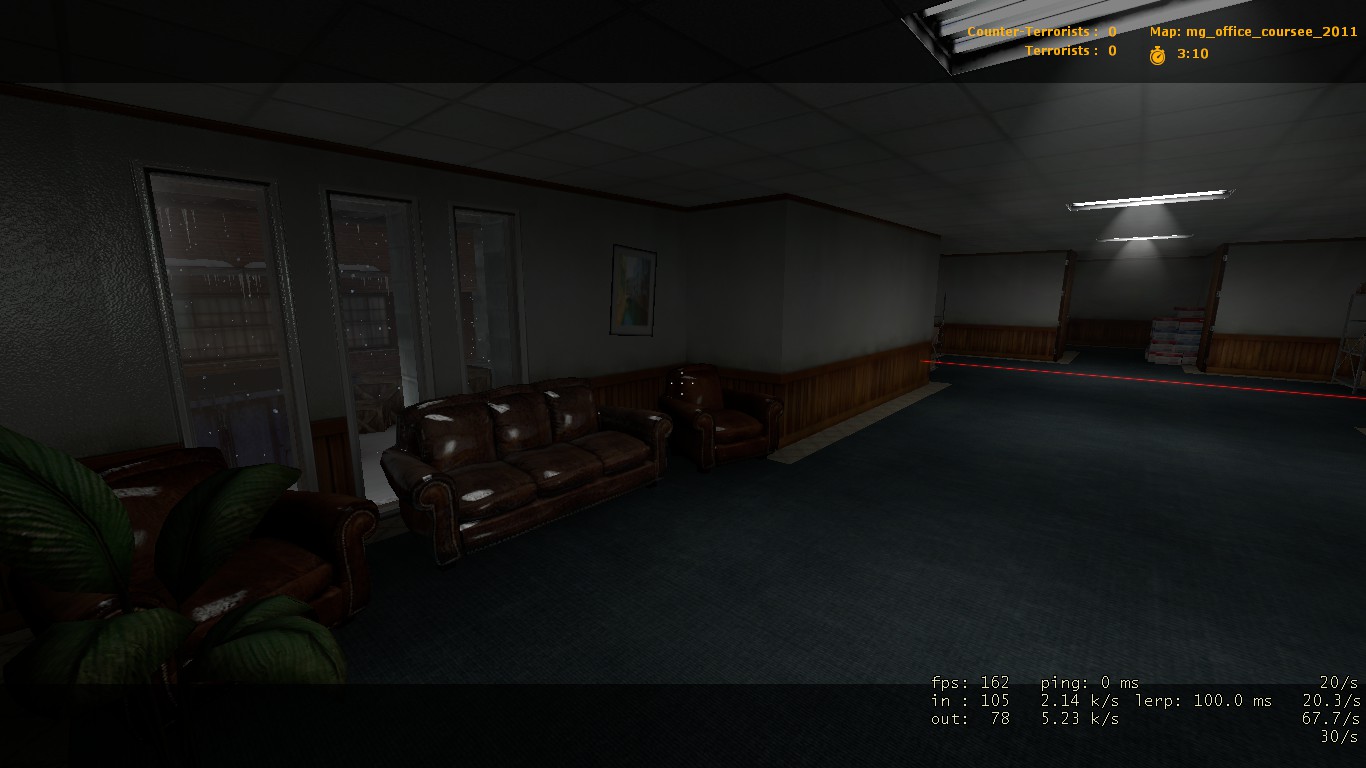 Counter-Terrorists : 0 Map: mg_office_coursee_2011
Terrorists : 0 3:10
fps: 162 ping: 0 ms 20/s
in : 105 2.14 k/s lerp: 100.0 ms 20.3/s
out: 78 5.23 k/s 67.7/s
30/s